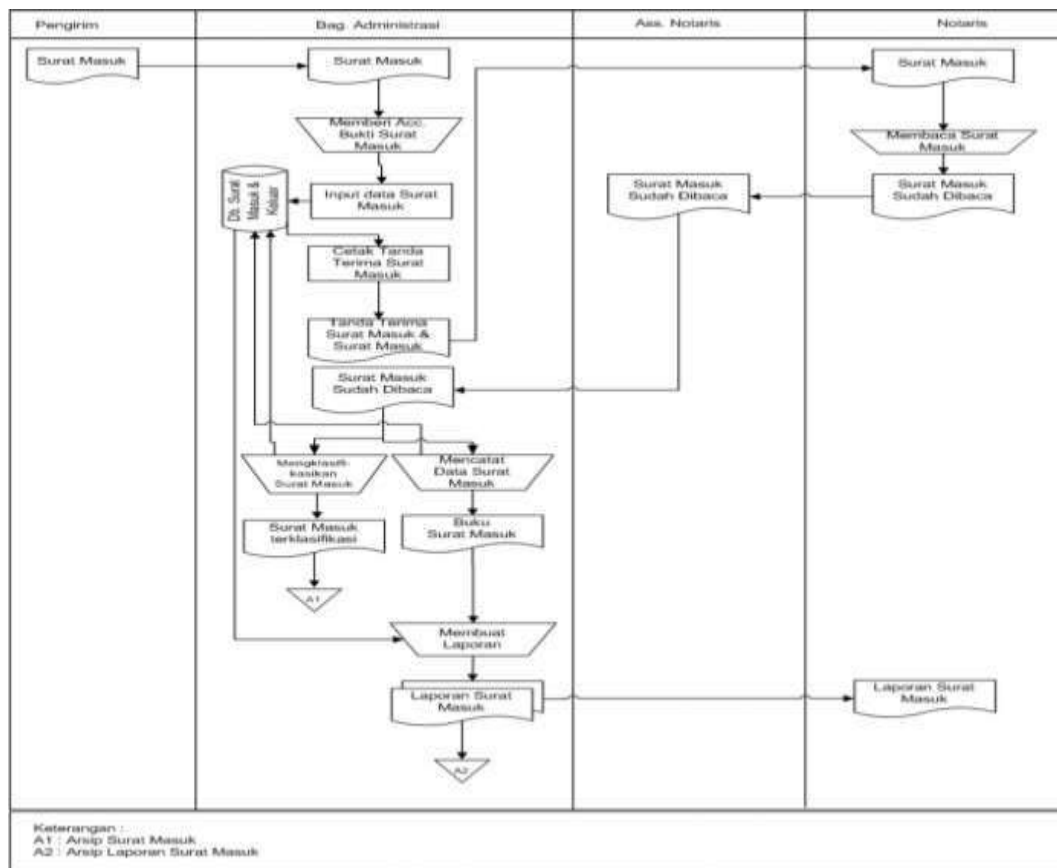 Pengirim
Bag. Administrasi
Ass. Notaris
Notaris
Surat Masuk
Surat Masuk
Surat Masuk
Memberi Acc.
Bukti Surat
Masuk
Membaca Surat
Masuk
Db. Surat
Masuk &
Keluar
Input data Surat
Masuk
Surat Masuk
Sudah Dibaca
Surat Masuk
Sudah Dibaca
Cetak Tanda
Terima Surat
Masuk
Tanda Terima
Surat Masuk &
Surat Masuk
Surat Masuk
Sudah Dibaca
Mengklasifi-
kasikan
Surat Masuk
Mencatat
Data Surat
Masuk
Surat Masuk
terklasifikasi
Buku
Surat Masuk
A1
Membuat
Laporan
Laporan Surat
Masuk
Laporan Surat
Masuk
A2
Keterangan :
A1 : Arsip Surat Masuk
A2 : Arsip Laporan Surat Masuk